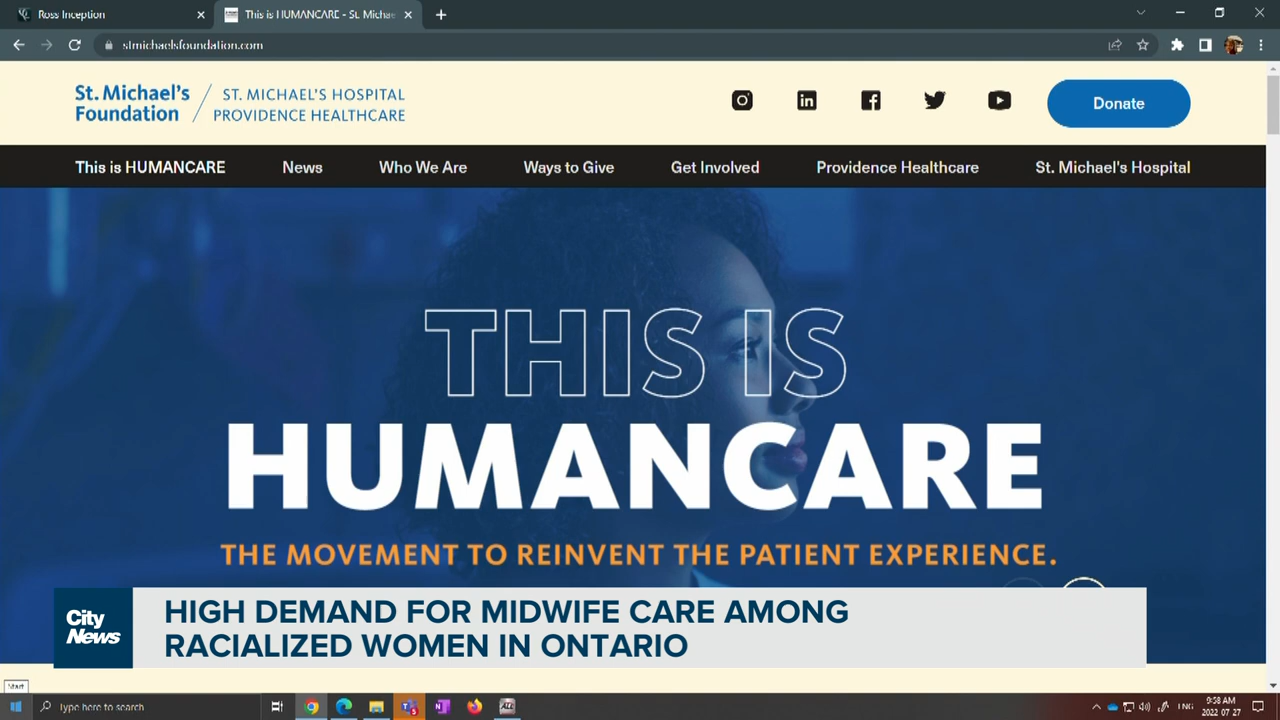 Ross Inception
This is HUMANCARE - St. Michae
stmichaelsfoundation.com
St. Michael's
Foundation
ST. MICHAEL'S HOSPITAL
PROVIDENCE HEALTHCARE
Donate
This is HUMANCARE
News
Who We Are
Ways to Give
Get Involved
Providence Healthcare
St. Michael's Hospital
THIS IS
HUMANCARE
THE MOVEMENT TO REINVENT THE PATIENT EXPERIENCE.
City
News
HIGH DEMAND FOR MIDWIFE CARE AMONG
RACIALIZED WOMEN IN ONTARIO
Start
Type here to search
ENG
9:58 AM
2022-07-27